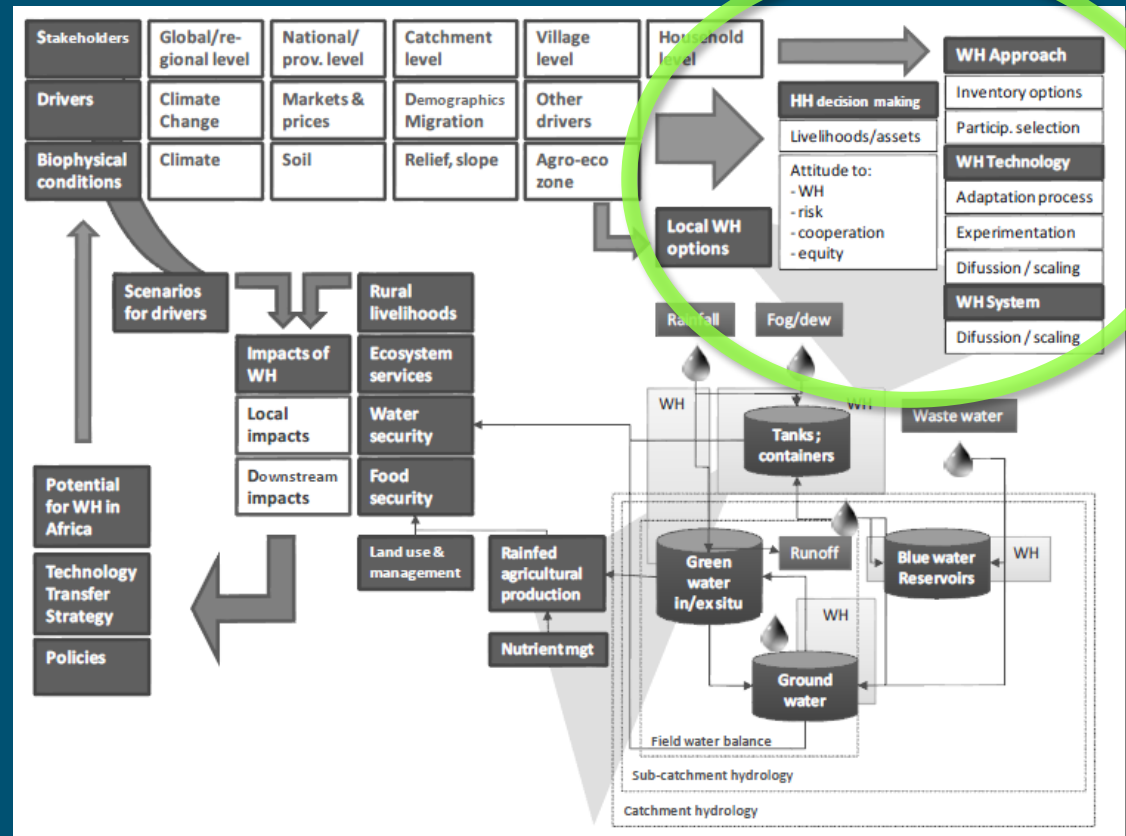 Stakeholders
Global/re-
gional level
National/
prov. level
Catchment
level
Village
level
Household
level
WH Approach
Inventory options
Particip. selection
WH Technology
Adaptation process
Experimentation
Difussion / scaling
WH System
Difussion / scaling
Drivers
Climate
Change
Markets &
prices
Demographics
Migration
Other
drivers
HH decision making
Livelihoods/assets
Attitude to:
- WH
- risk
- cooperation
- equity
Biophysical
conditions
Climate
Soil
Relief, slope
Agro-eco
zone
Local WH
options
Scenarios
for drivers
Rural
livelihoods
Impacts of
WH
Ecosystem
services
Local
impacts
Water
security
Downstream
impacts
Food
security
Rainfall
Fog/dew
WH
WH
Tanks ;
containers
Waste water
Potential
for WH in
Africa
Technology
Transfer
Strategy
Policies
Land use &
management
Rainfed
agricultural
production
Nutrient mgt
Green
water
in/ex situ
Runoff
Blue water
Reservoirs
WH
WH
Ground
water
Field water balance
Sub-catchment hydrology
Catchment hydrology